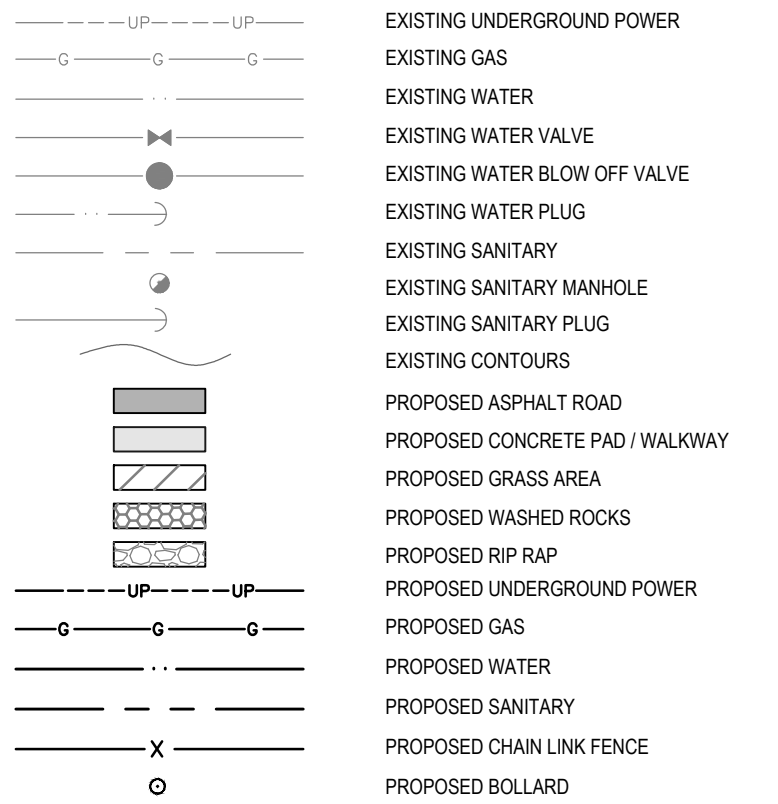 UP UP EXISTING UNDERGROUND POWER
G G G EXISTING GAS
EXISTING WATER
EXISTING WATER VALVE
EXISTING WATER BLOW OFF VALVE
EXISTING WATER PLUG
EXISTING SANITARY
EXISTING SANITARY MANHOLE
EXISTING SANITARY PLUG
EXISTING CONTOURS
PROPOSED ASPHALT ROAD
PROPOSED CONCRETE PAD / WALKWAY
PROPOSED GRASS AREA
PROPOSED WASHED ROCKS
PROPOSED RIP RAP
UP UP PROPOSED UNDERGROUND POWER
G G G PROPOSED GAS
PROPOSED WATER
PROPOSED SANITARY
X PROPOSED CHAIN LINK FENCE
PROPOSED BOLLARD